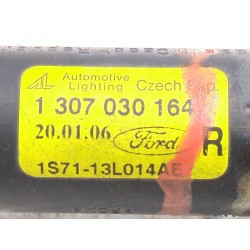 AL Automotive Lighting Czech Rep.
1 307 030 164
20.01.06 Ford R
1S71-13L014AE